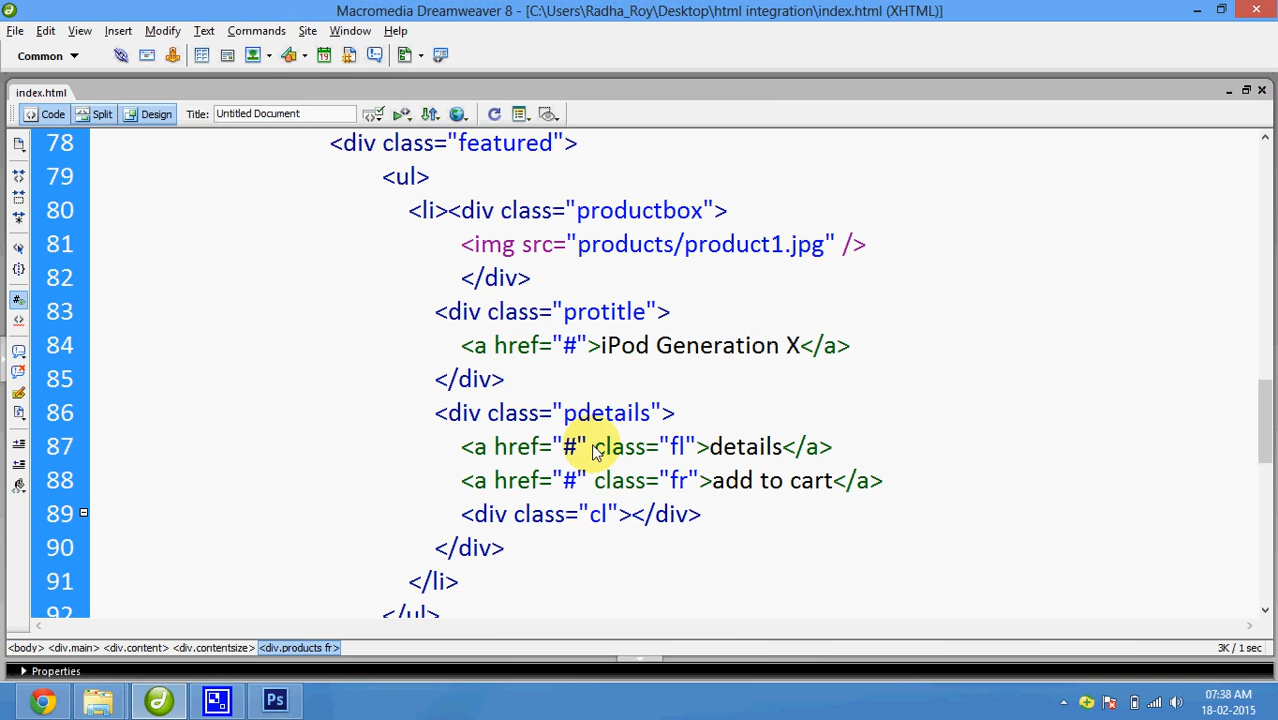 Macromedia Dreamweaver 8 - [C:\Users\Radha_Roy\Desktop\html integration\index.html (XHTML)]
File Edit View Insert Modify Text Commands Site Window Help
Common
index.html
Code Split Design Title: Untitled Document
78 <div class="featured">
79 <ul>
80 <li><div class="productbox">
81 <img src="products/product1.jpg" />
82 </div>
83 <div class="protitle">
84 <a href="#">iPod Generation X</a>
85 </div>
86 <div class="pdetails">
87 <a href="#" class="fl">details</a>
88 <a href="#" class="fr">add to cart</a>
89 <div class="cl"></div>
90 </div>
91 </li>
92 </ul>
<body> <div.main> <div.content> <div.contentsize> <div.products fr> 3K / 1 sec
Properties
Ps
07:38 AM
18-02-2015